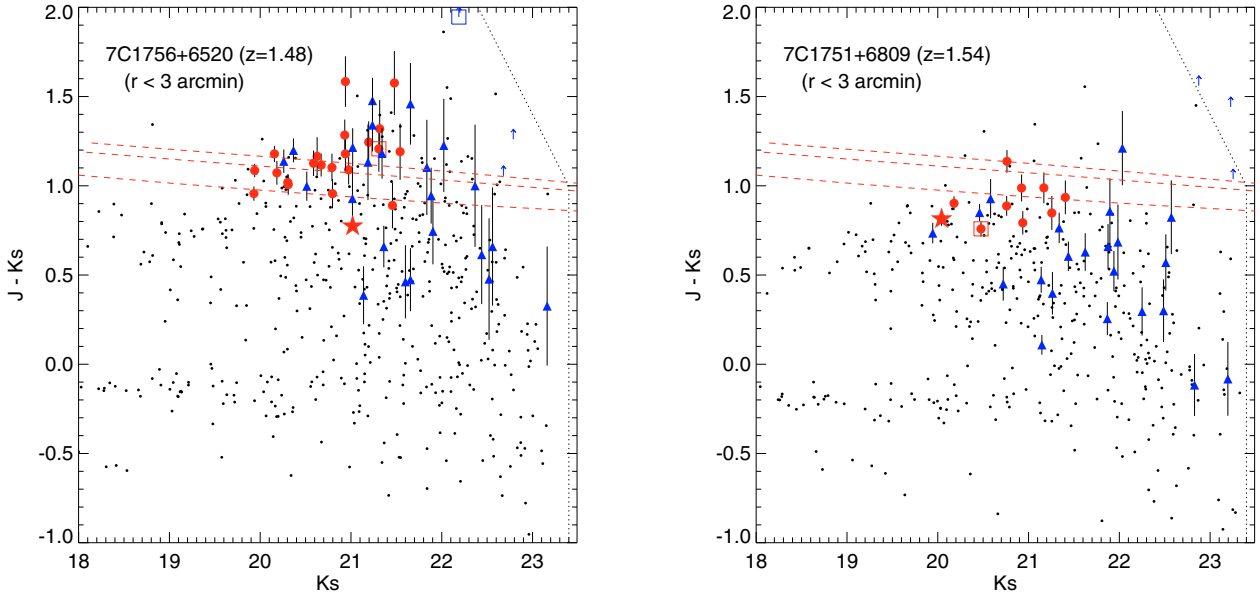 7C1756+6520 (z=1.48)
(r < 3 arcmin)
2.0
1.5
1.0
0.5
0.0
-0.5
-1.0
J - Ks
18 19 20 21 22 23
Ks
7C1751+6809 (z=1.54)
(r < 3 arcmin)
2.0
1.5
1.0
0.5
0.0
-0.5
-1.0
J - Ks
18 19 20 21 22 23
Ks